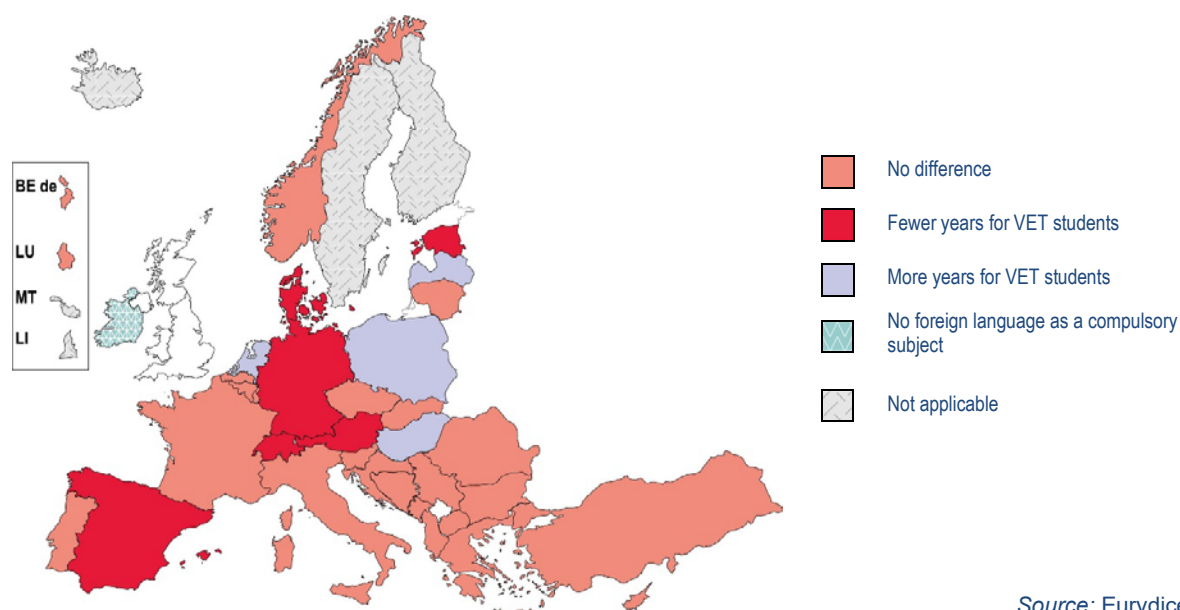 BE de
LU
MT
LI
No difference
Fewer years for VET students
More years for VET students
No foreign language as a compulsory
subject
Not applicable
Source: Eurydice